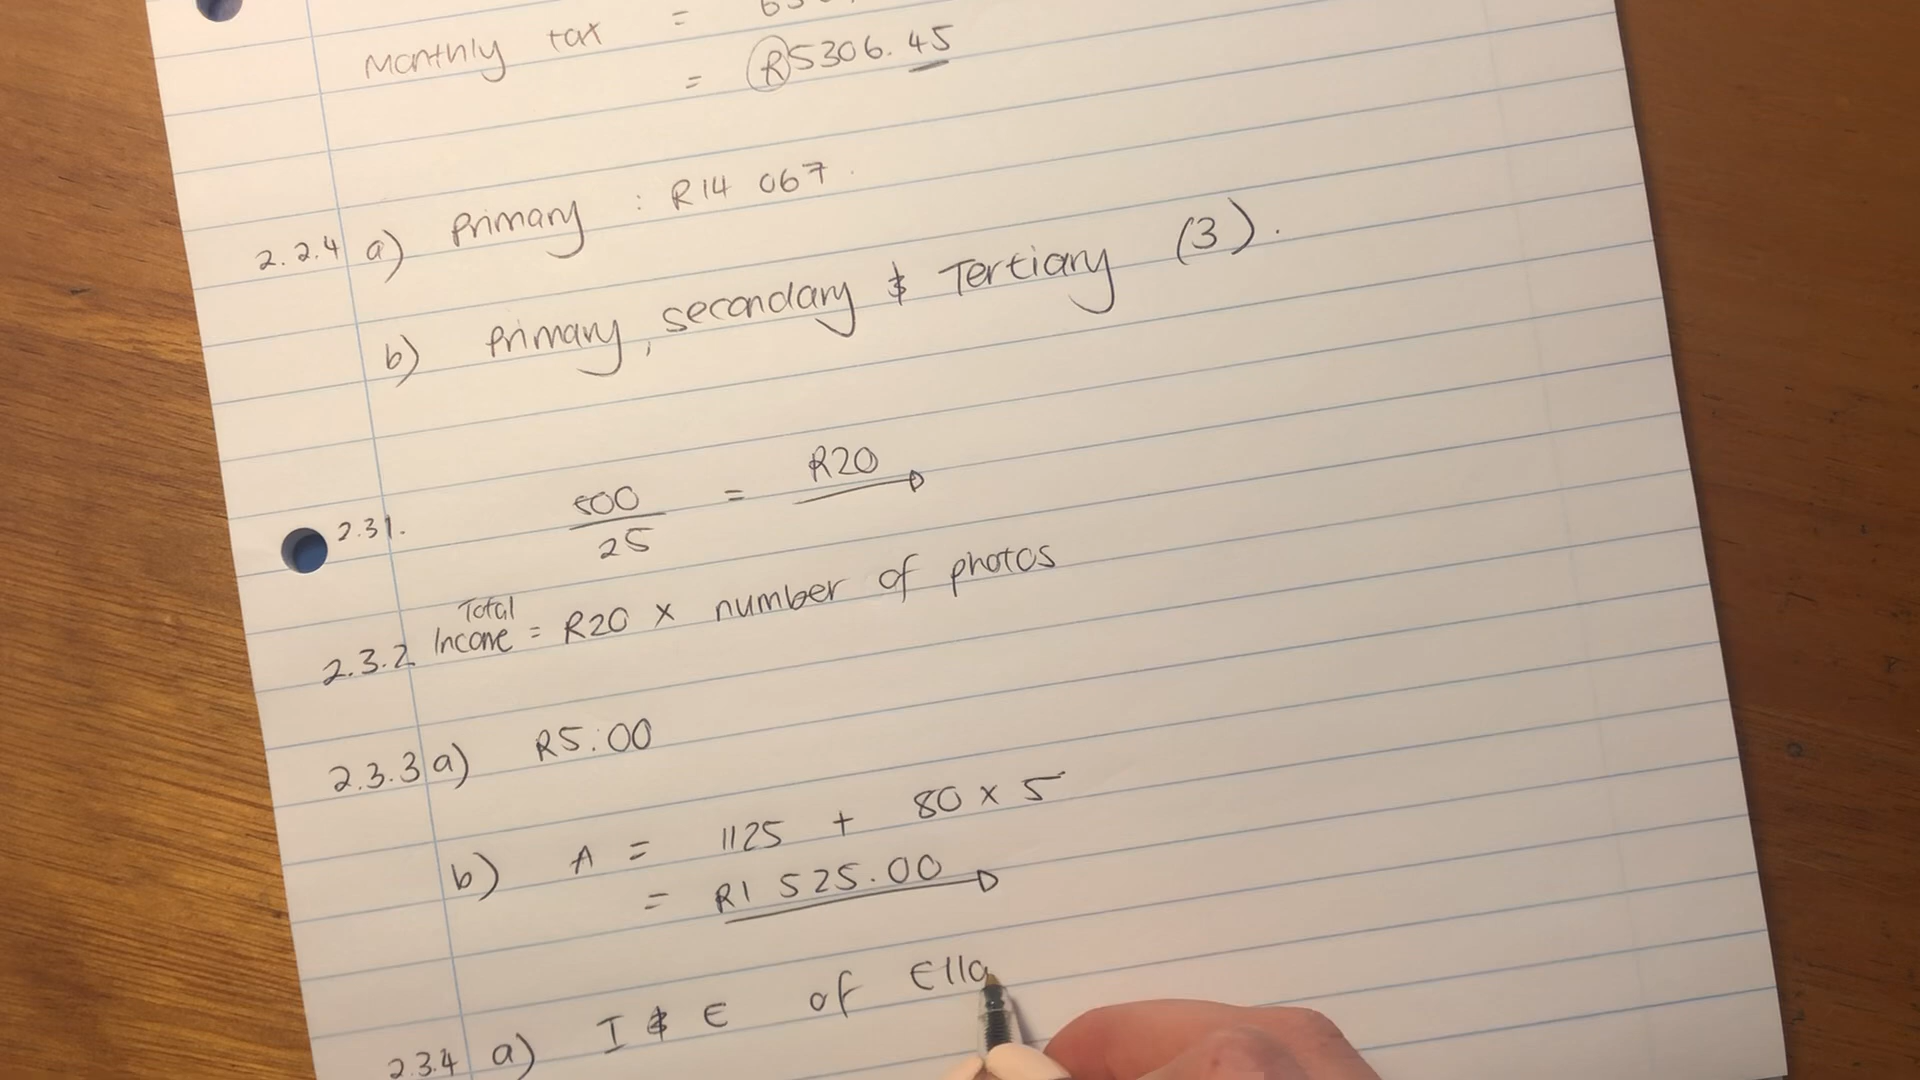 Monthly tax =
= R5306.45
2.2.4 a) Primary : R14 067.
b) Primary, secondary & Tertiary (3).
2.31. 500/25 = R20
2.3.2 Total Income = R20 × number of photos
2.3.3 a) R5.00
b) A = 1125 + 80 × 5
= R1 525.00
2.3.4 a) I & E of Ella